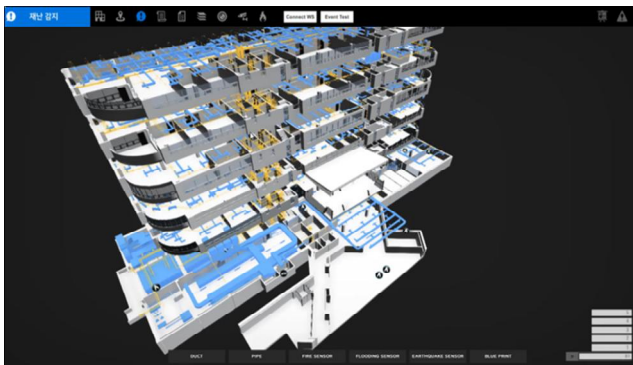 재난 감지
Connect WS
Event Test
DUCT
PIPE
FIRE SENSOR
FLOODING SENSOR
EARTHQUAKE SENSOR
BLUE PRINT